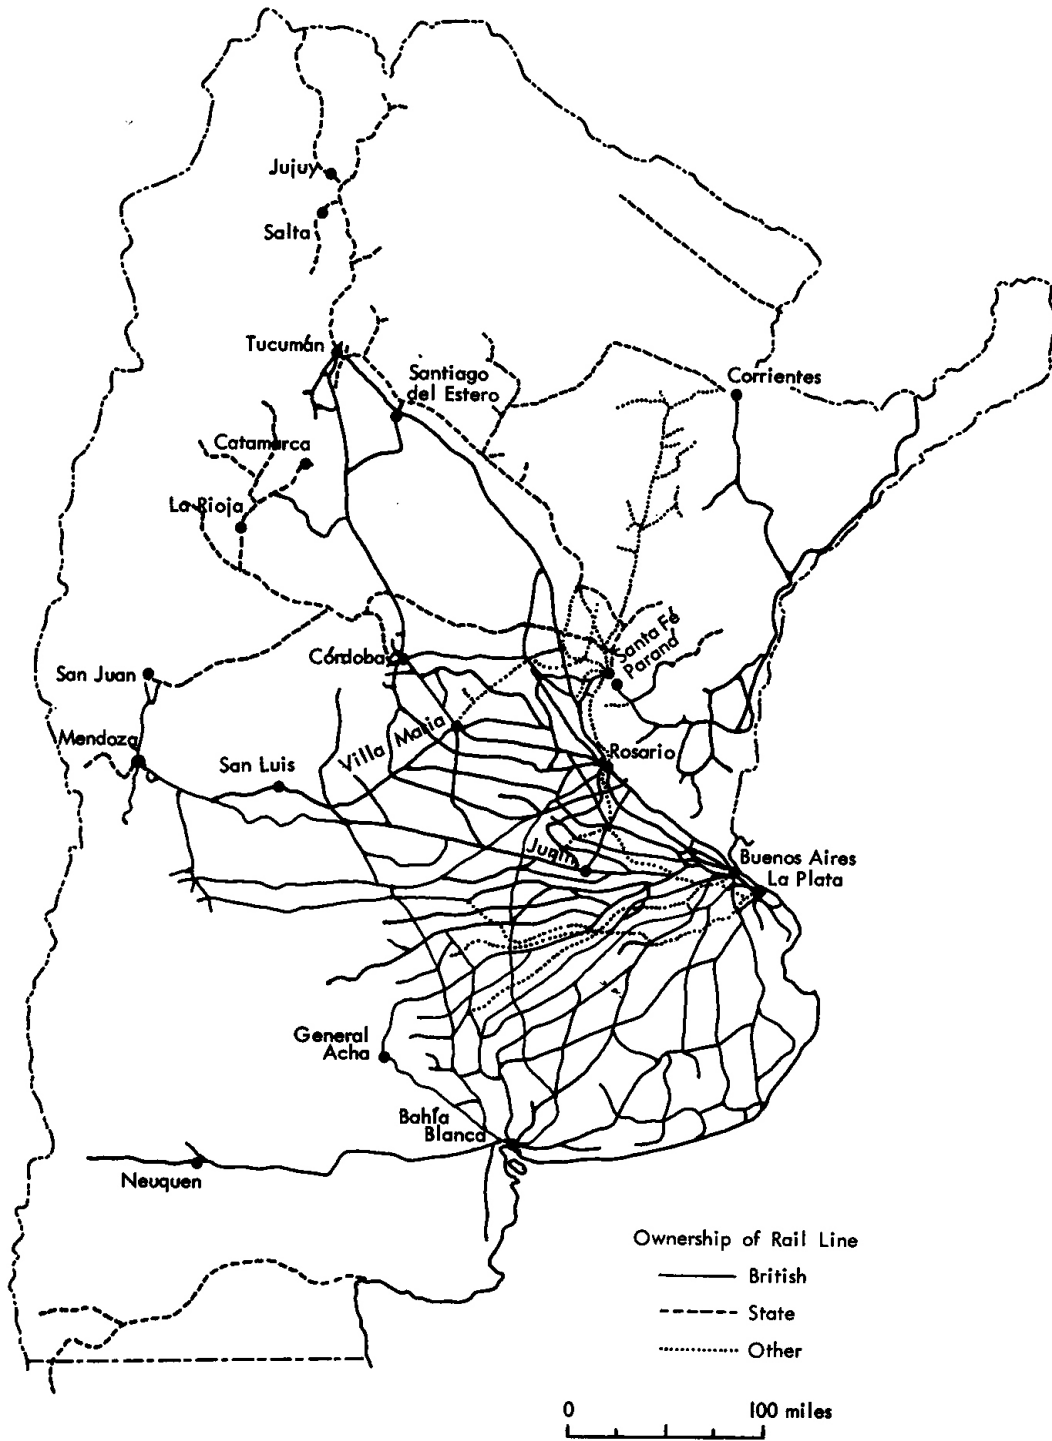 Jujuy
Salta
Tucumán
Santiago
del Estero
Corrientes
Catamarca
La Rioja
Santa Fé
Paraná
San Juan
Córdoba
Mendoza
San Luis
Villa Maria
Rosario
Junin
Buenos Aires
La Plata
General
Acha
Bahía
Blanca
Neuquen
Ownership of Rail Line
British
State
Other
0 100 miles